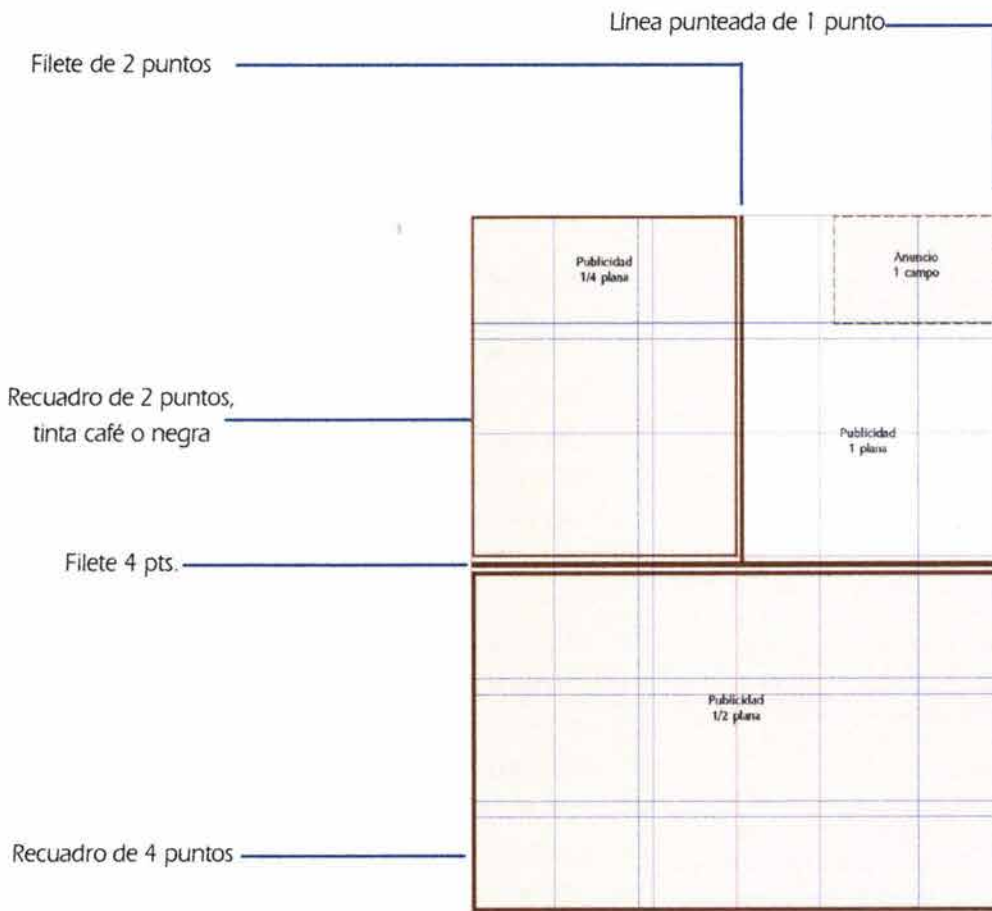 Línea punteada de 1 punto
Filete de 2 puntos
Publicidad
1/4 plana
Anuncio
1 campo
Recuadro de 2 puntos,
tinta café o negra
Publicidad
1 plana
Filete 4 pts.
Publicidad
1/2 plana
Recuadro de 4 puntos